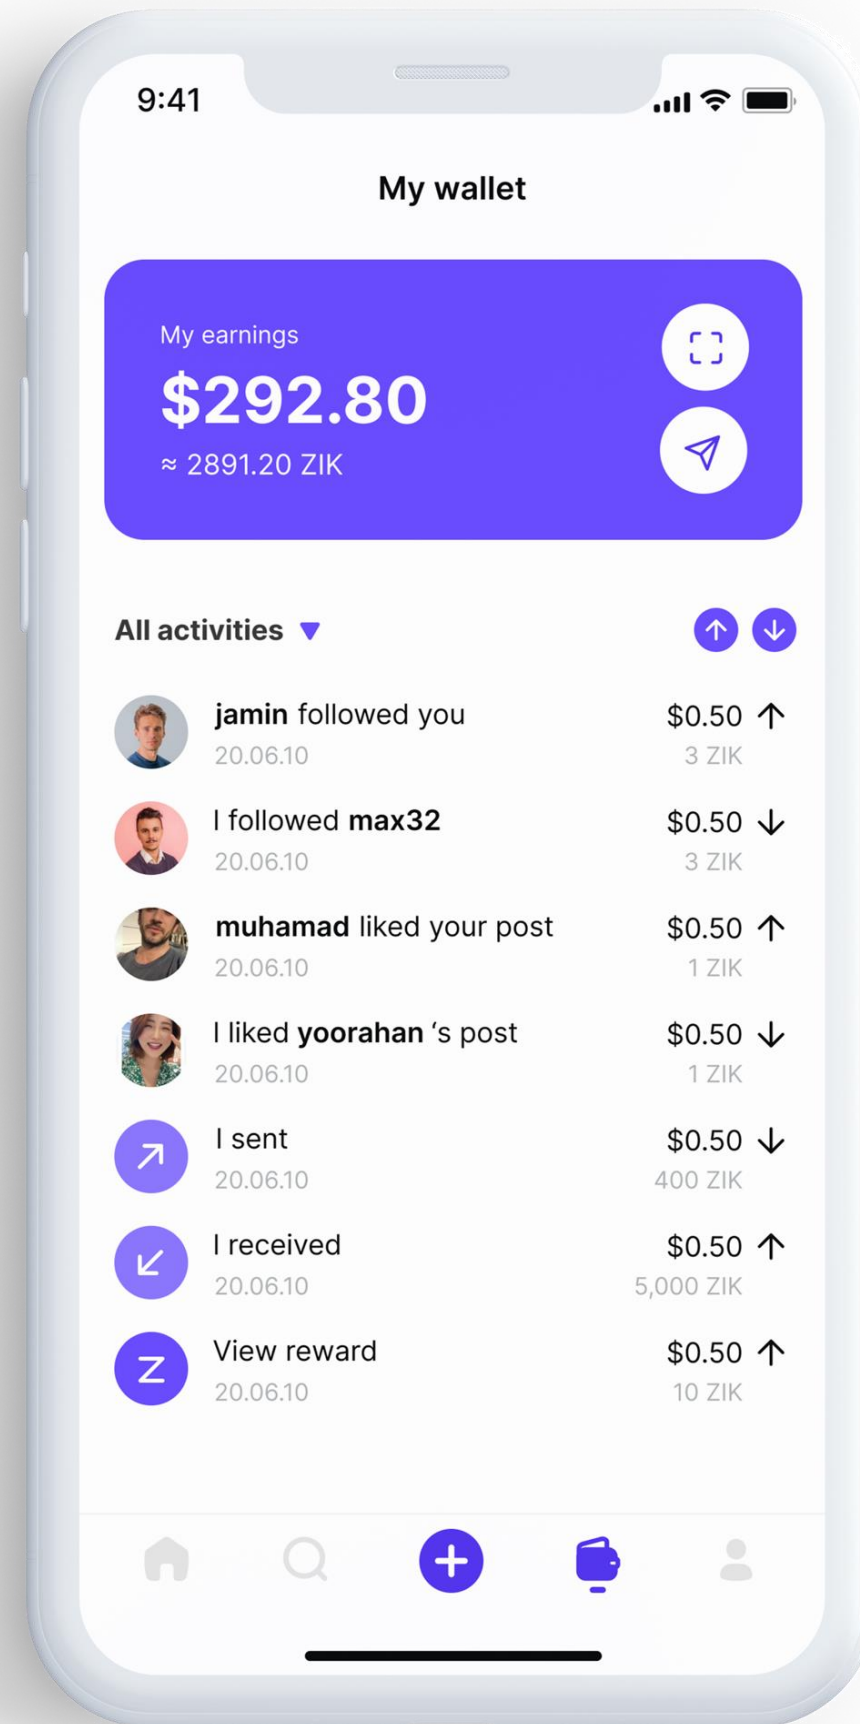 9:41
My wallet
My earnings
$292.80
≈ 2891.20 ZIK
All activities
jamin followed you
$0.50
20.06.10
3 ZIK
I followed max32
$0.50
20.06.10
3 ZIK
muhamad liked your post
$0.50
20.06.10
1 ZIK
I liked yoorahan ‘s post
$0.50
20.06.10
1 ZIK
I sent
$0.50
20.06.10
400 ZIK
I received
$0.50
20.06.10
5,000 ZIK
Z
View reward
$0.50
20.06.10
10 ZIK